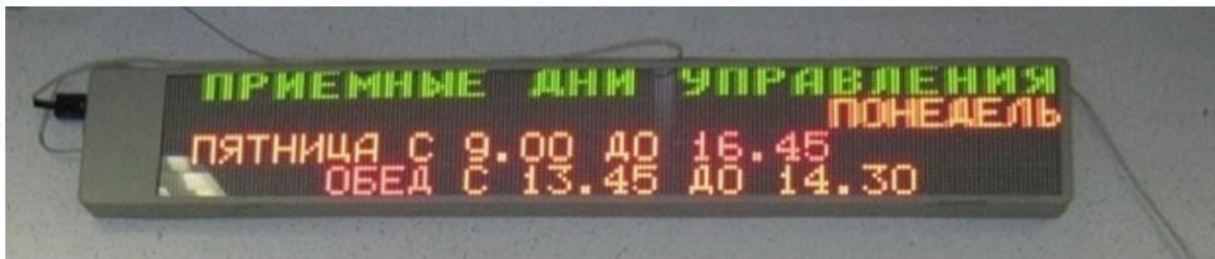 ПРИЕМНЫЕ ДНИ УПРАВЛЕНИЯ
ПОНЕДЕЛЬ
ПЯТНИЦА С 9.00 ДО 16.45
ОБЕД С 13.45 ДО 14.30